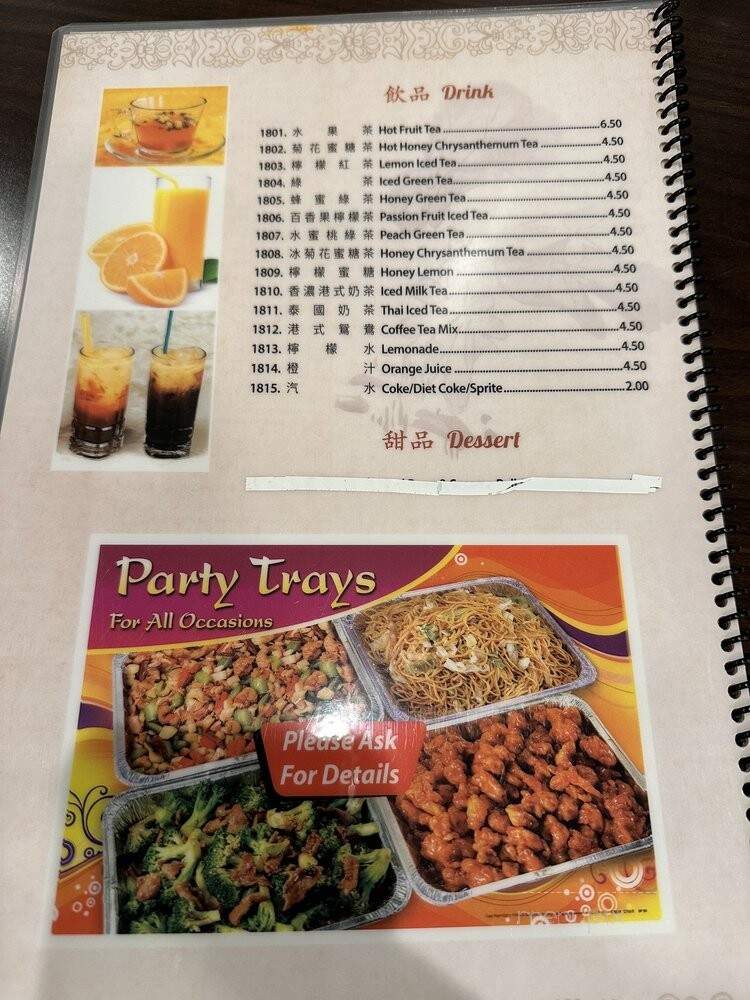 飲品 Drink
1801. 水果茶 Hot Fruit Tea 6.50
1802. 菊花蜜糖茶 Hot Honey Chrysanthemum Tea 4.50
1803. 檸檬紅茶 Lemon Iced Tea 4.50
1804. 綠茶 Iced Green Tea 4.50
1805. 蜂蜜綠茶 Honey Green Tea 4.50
1806. 百香果檸檬茶 Passion Fruit Iced Tea 4.50
1807. 水蜜桃綠茶 Peach Green Tea 4.50
1808. 冰菊花蜜糖茶 Honey Chrysanthemum Tea 4.50
1809. 檸檬蜜糖 Honey Lemon 4.50
1810. 香濃港式奶茶 Iced Milk Tea 4.50
1811. 泰國奶茶 Thai Iced Tea 4.50
1812. 港式鴛鴦 Coffee Tea Mix 4.50
1813. 檸檬水 Lemonade 4.50
1814. 橙汁 Orange Juice 4.50
1815. 汽水 Coke/Diet Coke/Sprite 2.00
甜品 Dessert
Party Trays
For All Occasions
Please Ask
For Details